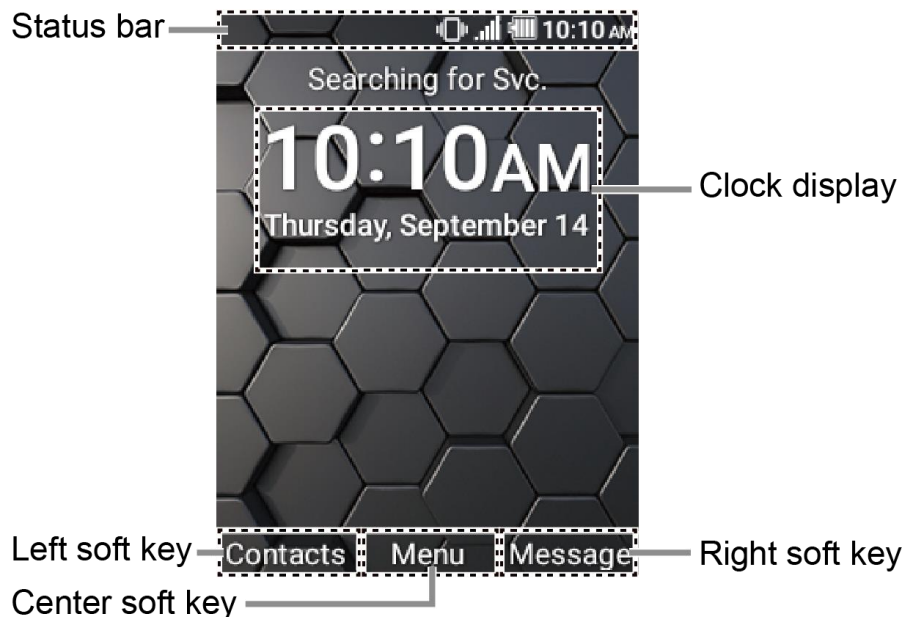 Status bar
10:10 AM
Searching for Svc.
10:10AM
Thursday, September 14
Clock display
Left soft key
Contacts
Menu
Message
Right soft key
Center soft key